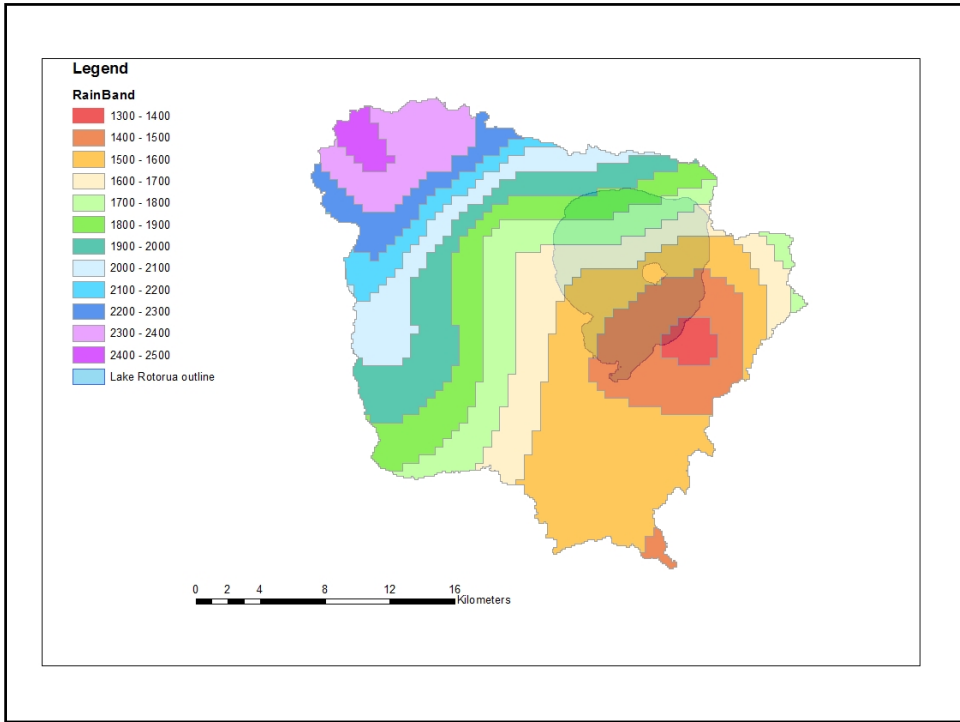 Legend
RainBand
1300 - 1400
1400 - 1500
1500 - 1600
1600 - 1700
1700 - 1800
1800 - 1900
1900 - 2000
2000 - 2100
2100 - 2200
2200 - 2300
2300 - 2400
2400 - 2500
Lake Rotorua outline
0 2 4 8 12 16
Kilometers